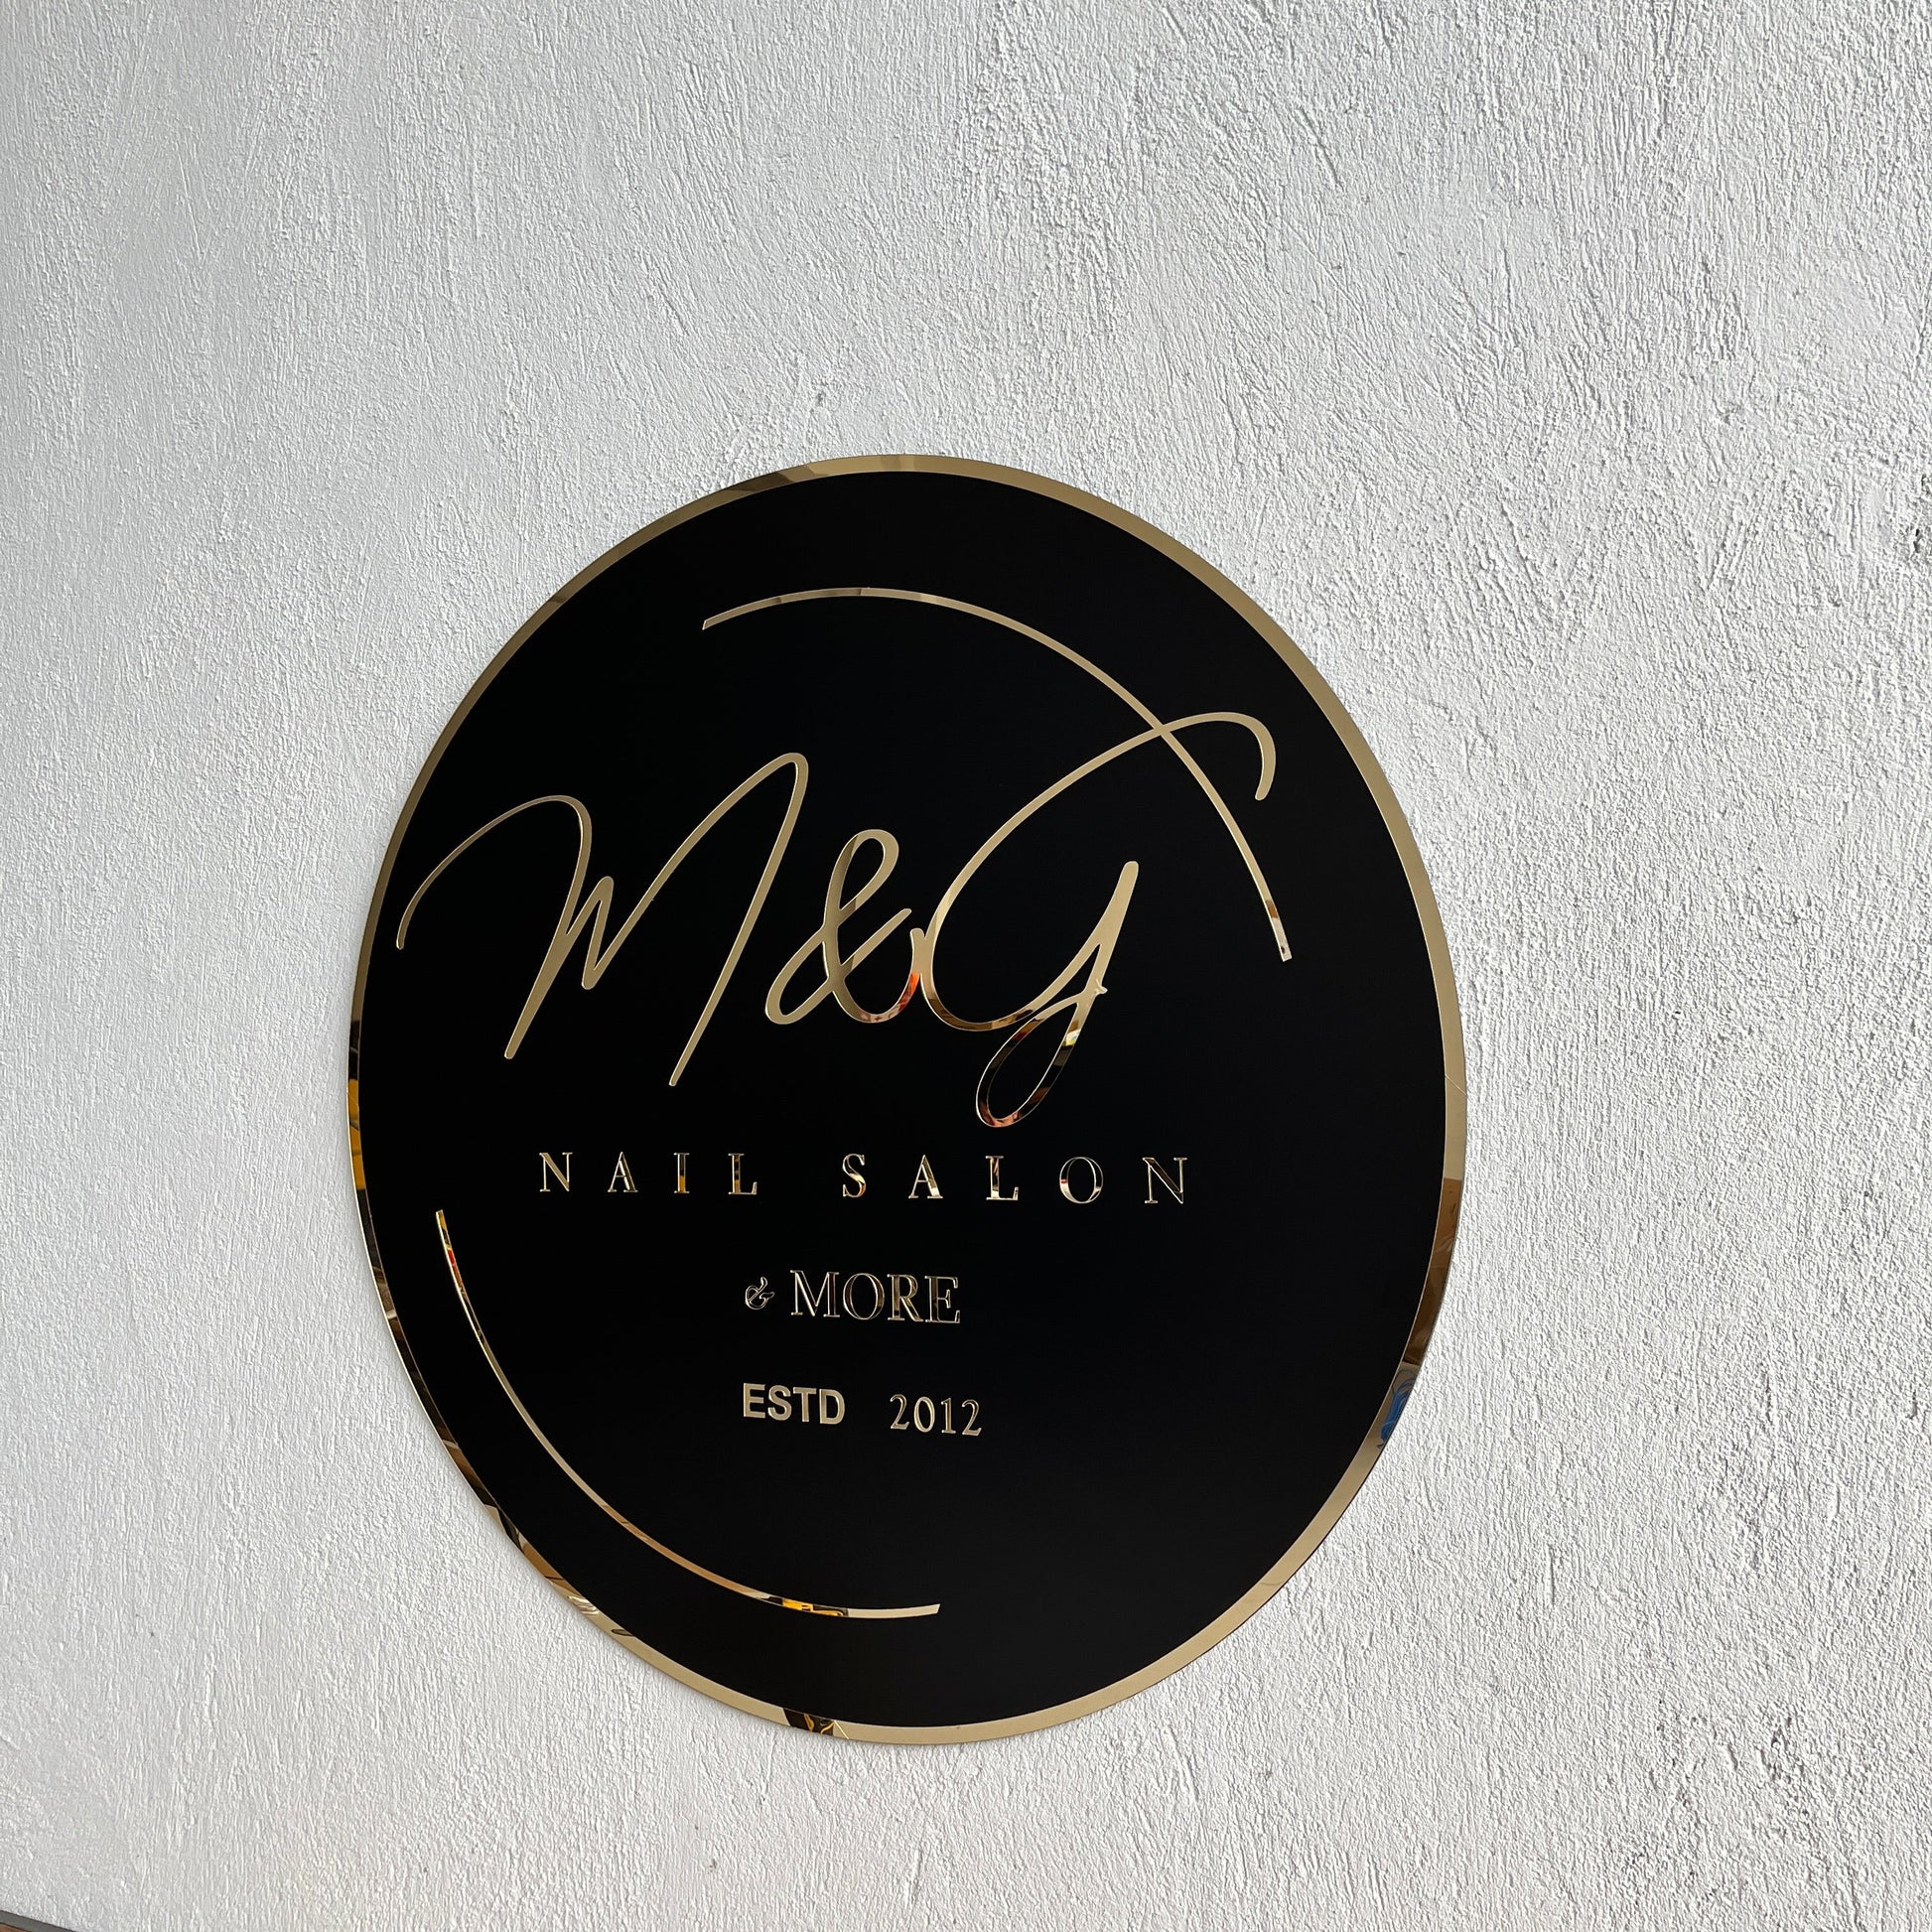 M&G
NAIL SALON
& MORE
ESTD 2012